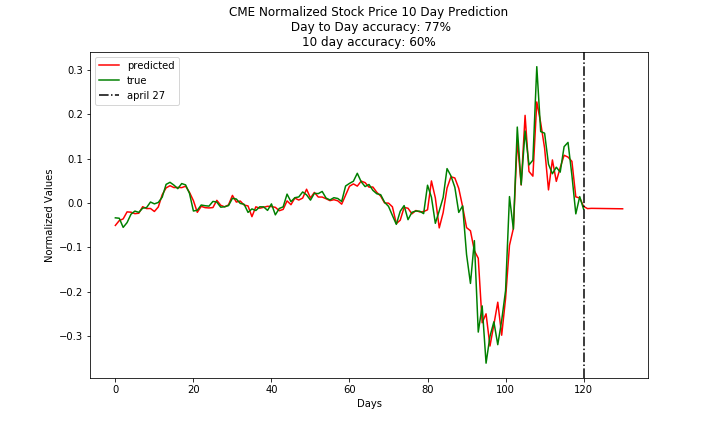 CME Normalized Stock Price 10 Day Prediction
Day to Day accuracy: 77%
10 day accuracy: 60%
predicted
true
april 27
0.3
0.2
0.1
0.0
−0.1
−0.2
−0.3
Normalized Values
0 20 40 60 80 100 120
Days